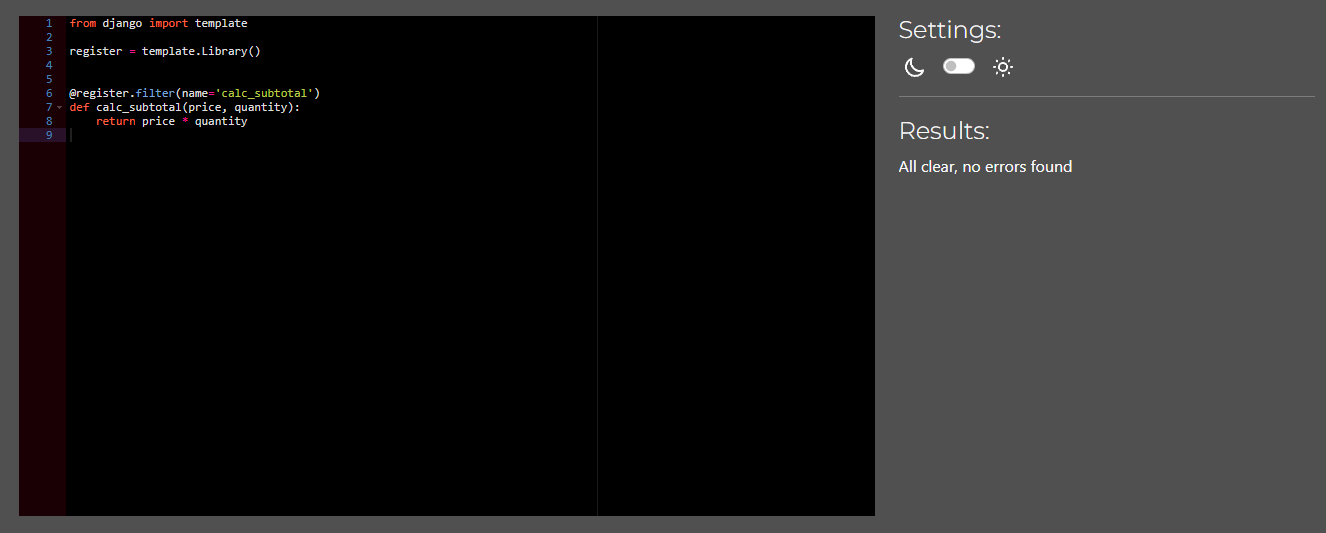 1 from django import template
2
3 register = template.Library()
4
5
6 @register.filter(name='calc_subtotal')
7 def calc_subtotal(price, quantity):
8     return price * quantity
9
Settings:
Results:
All clear, no errors found